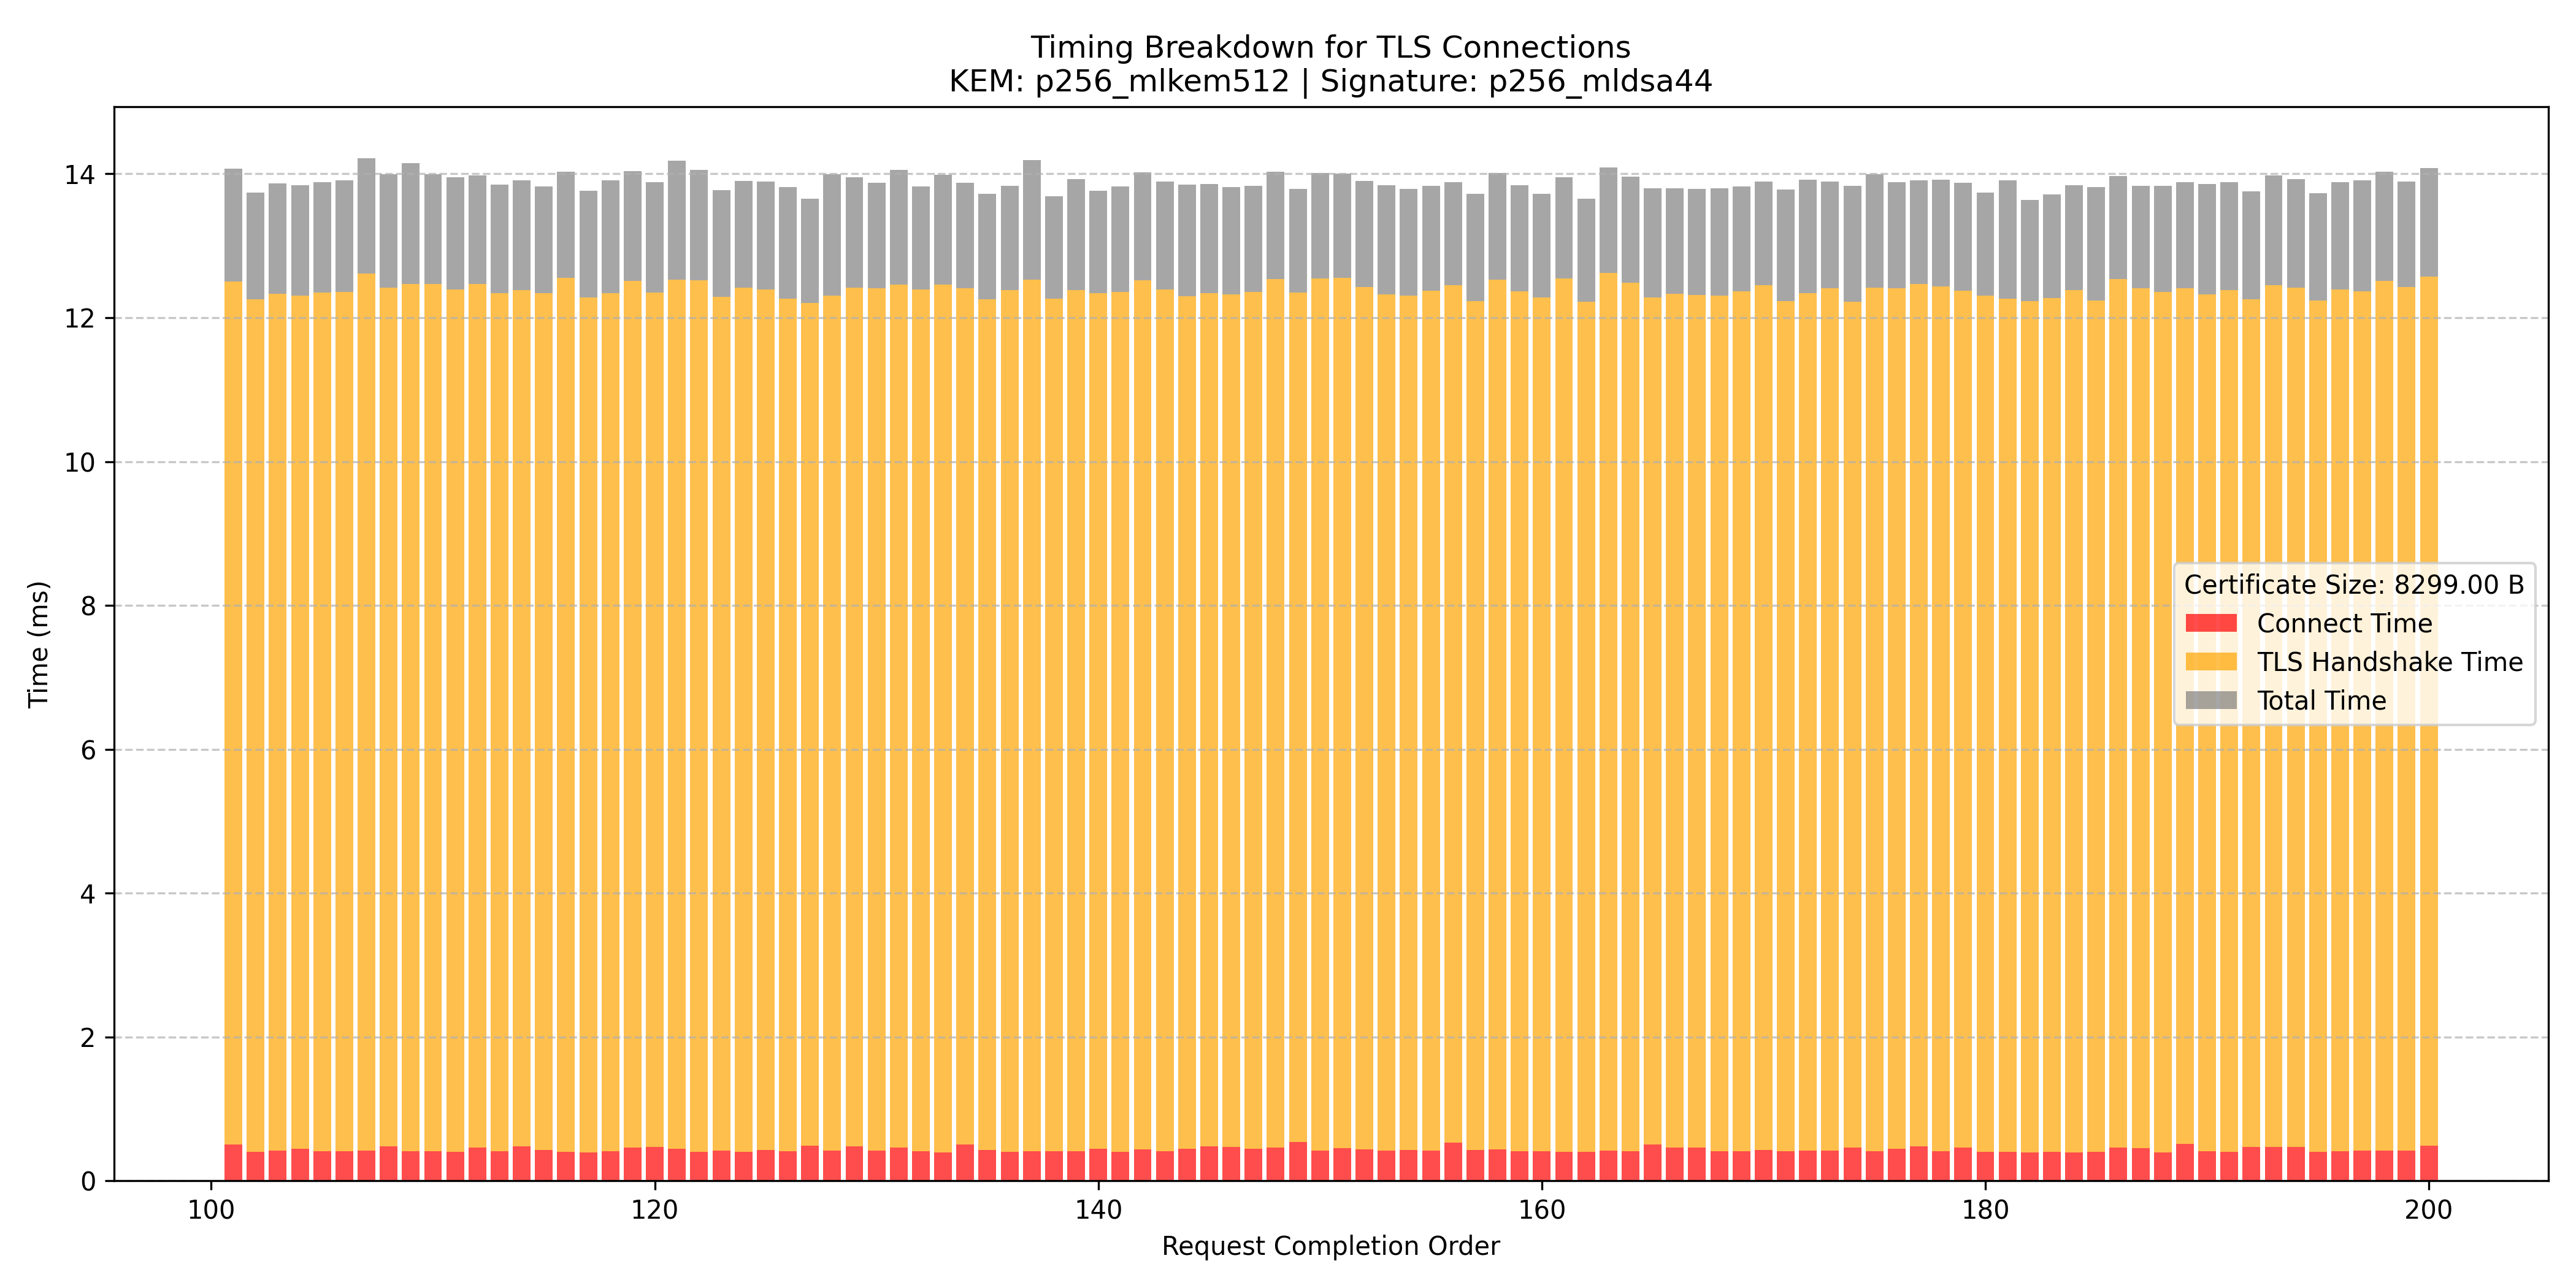 Timing Breakdown for TLS Connections
KEM: p256_mlkem512 | Signature: p256_mldsa44
Time (ms)
14
12
10
8
6
4
2
0
Certificate Size: 8299.00 B
Connect Time
TLS Handshake Time
Total Time
100 120 140 160 180 200
Request Completion Order